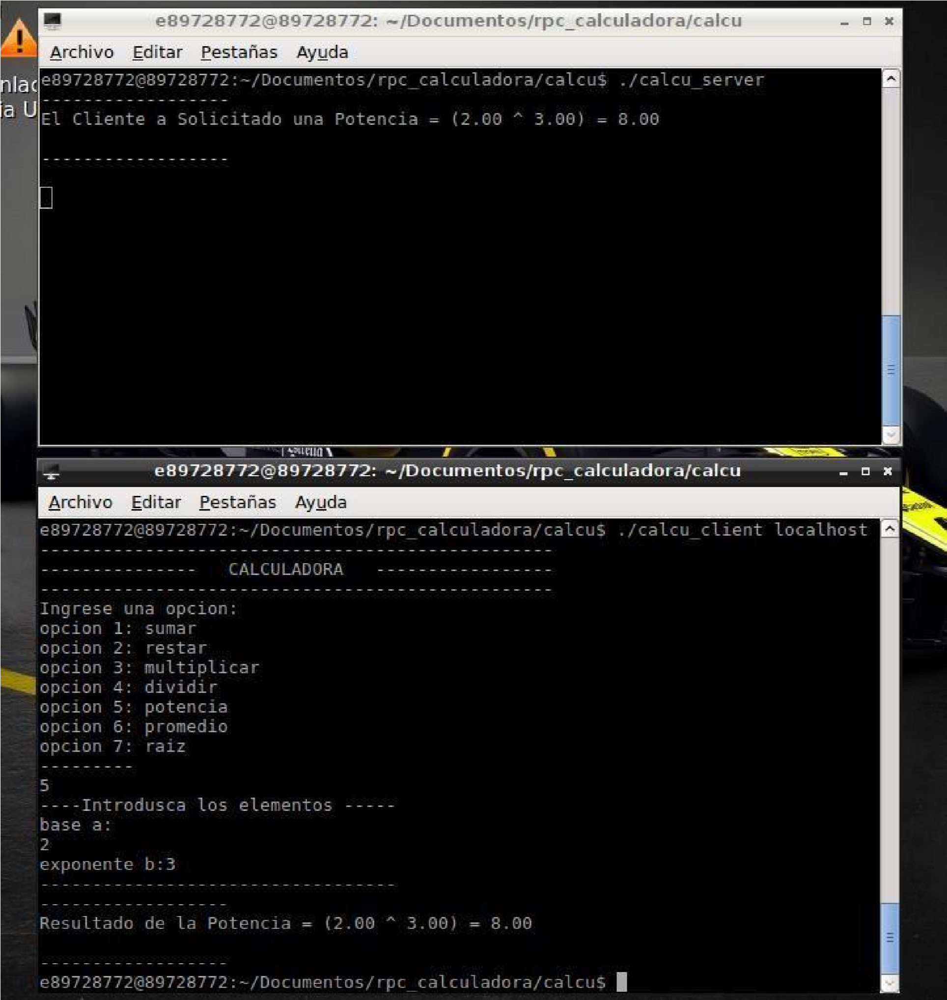 e89728772@89728772: ~/Documentos/rpc_calculadora/calcu
Archivo Editar Pestañas Ayuda
nlac
ia U
e89728772@89728772:~/Documentos/rpc_calculadora/calcu$ ./calcu_server
------------------
El Cliente a Solicitado una Potencia = (2.00 ^ 3.00) = 8.00
------------------
e89728772@89728772: ~/Documentos/rpc_calculadora/calcu
Archivo Editar Pestañas Ayuda
e89728772@89728772:~/Documentos/rpc_calculadora/calcu$ ./calcu_client localhost
-------------------------------------------------
--------------- CALCULADORA -----------------
-------------------------------------------------
Ingrese una opcion:
opcion 1: sumar
opcion 2: restar
opcion 3: multiplicar
opcion 4: dividir
opcion 5: potencia
opcion 6: promedio
opcion 7: raiz
---------
5
----Introdusca los elementos -----
base a:
2
exponente b:3
----------------------------------
------------------
Resultado de la Potencia = (2.00 ^ 3.00) = 8.00
------------------
e89728772@89728772:~/Documentos/rpc_calculadora/calcu$